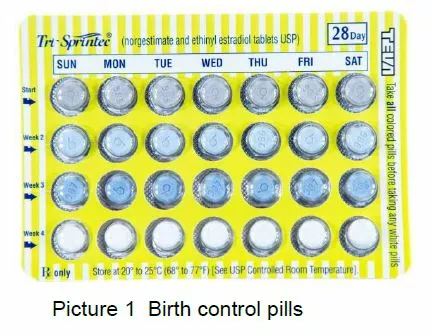 Tri-Sprintec® (norgestimate and ethinyl estradiol tablets USP)
28 Day
TEVA
SUN MON TUE WED THU FRI SAT
Start
Week 2
Week 3
Week 4
Take all colored pills before taking any white pills
Rx only
Store at 20° to 25°C (68° to 77°F) [See USP Controlled Room Temperature].
Picture 1 Birth control pills